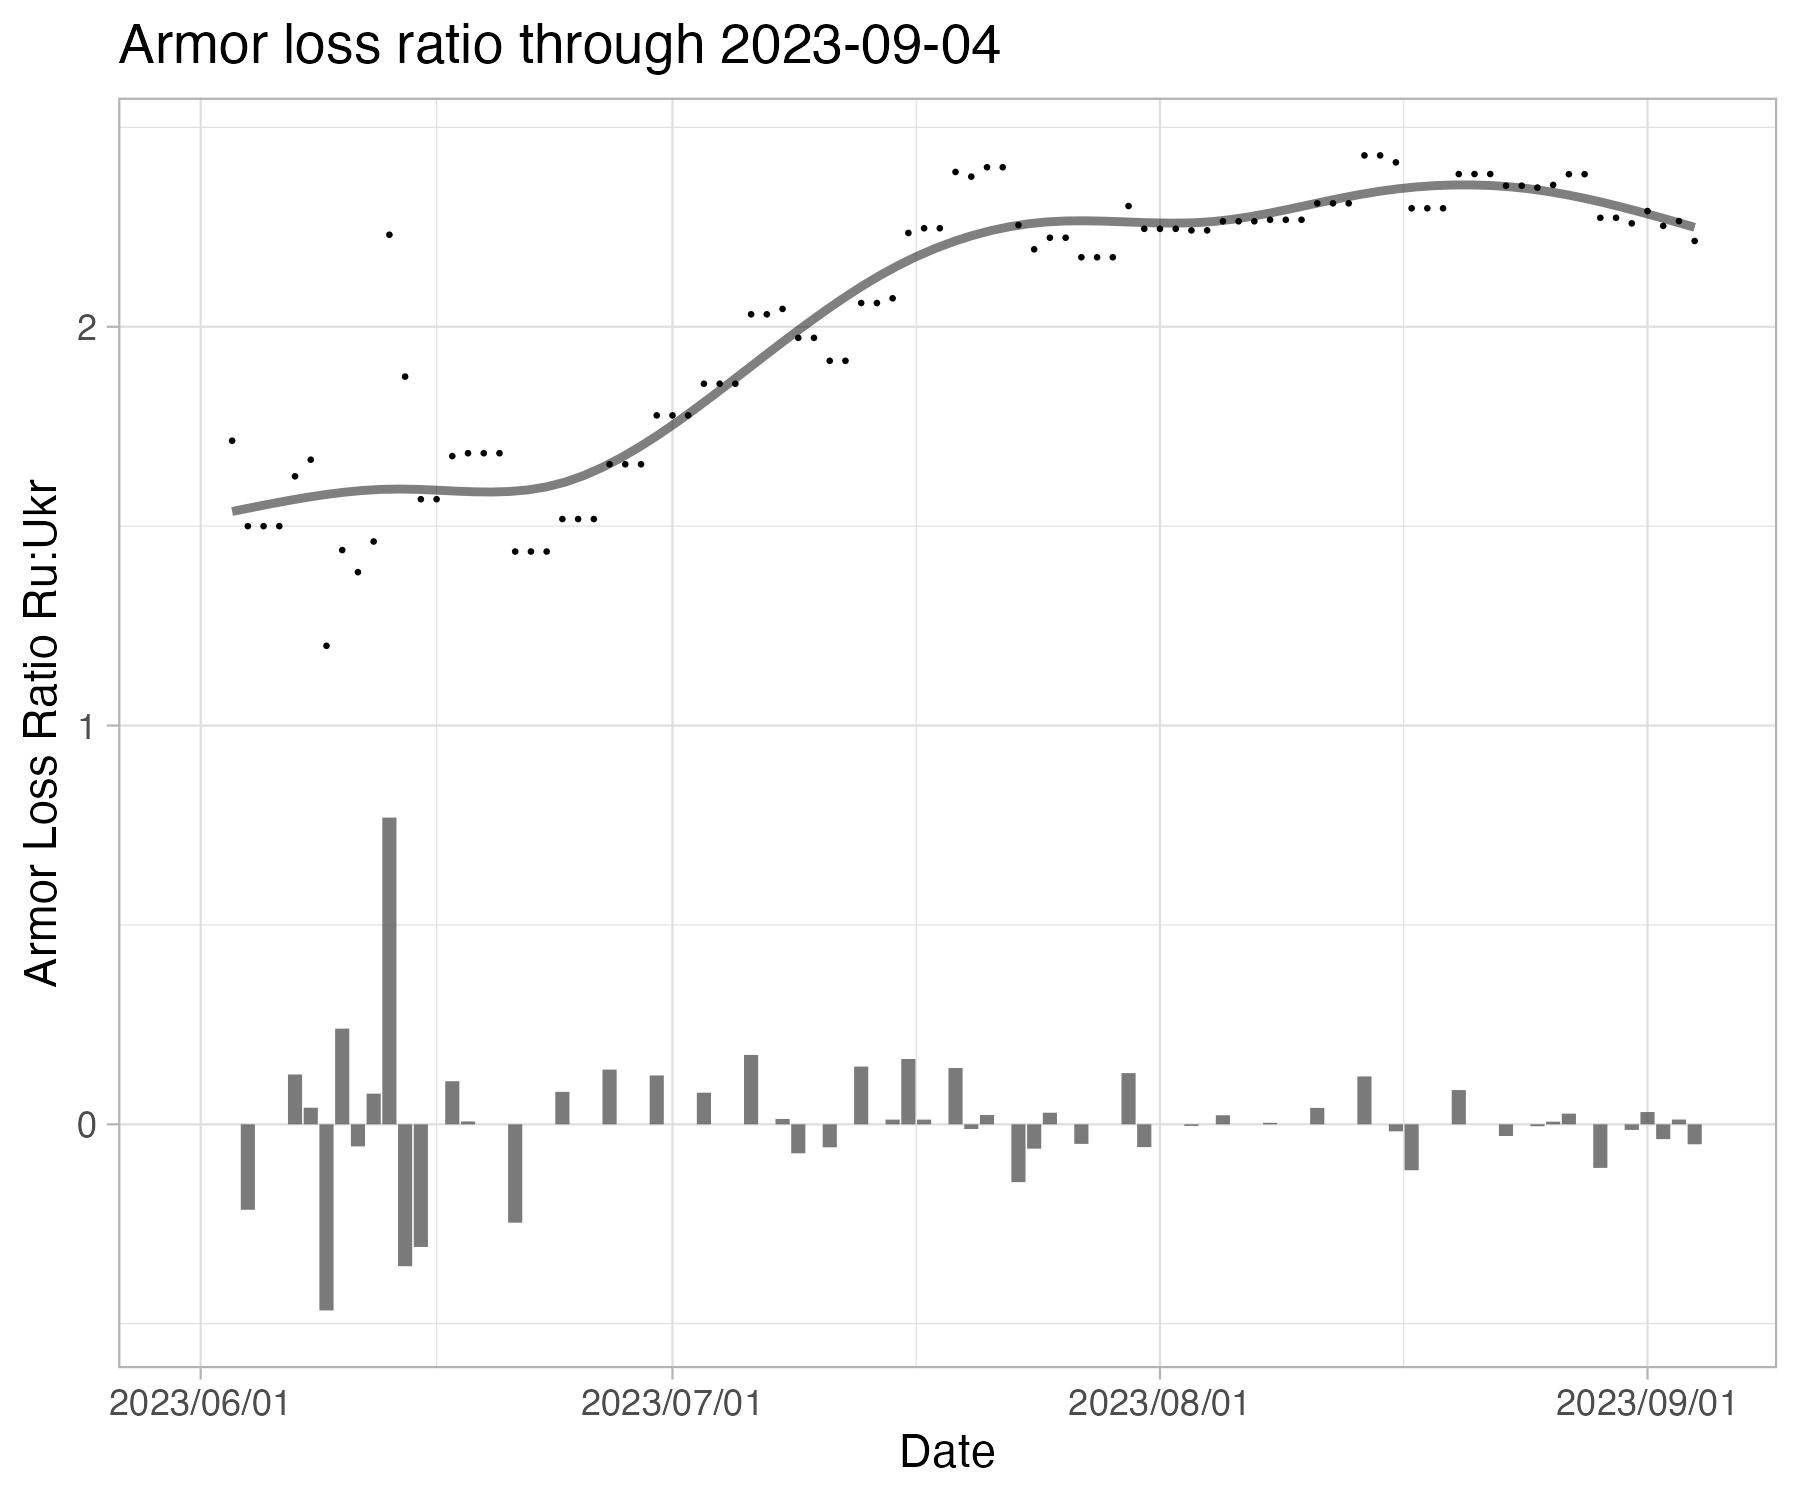 Armor loss ratio through 2023-09-04
Armor Loss Ratio Ru:Ukr
2
1
0
2023/06/01
2023/07/01
2023/08/01
2023/09/01
Date